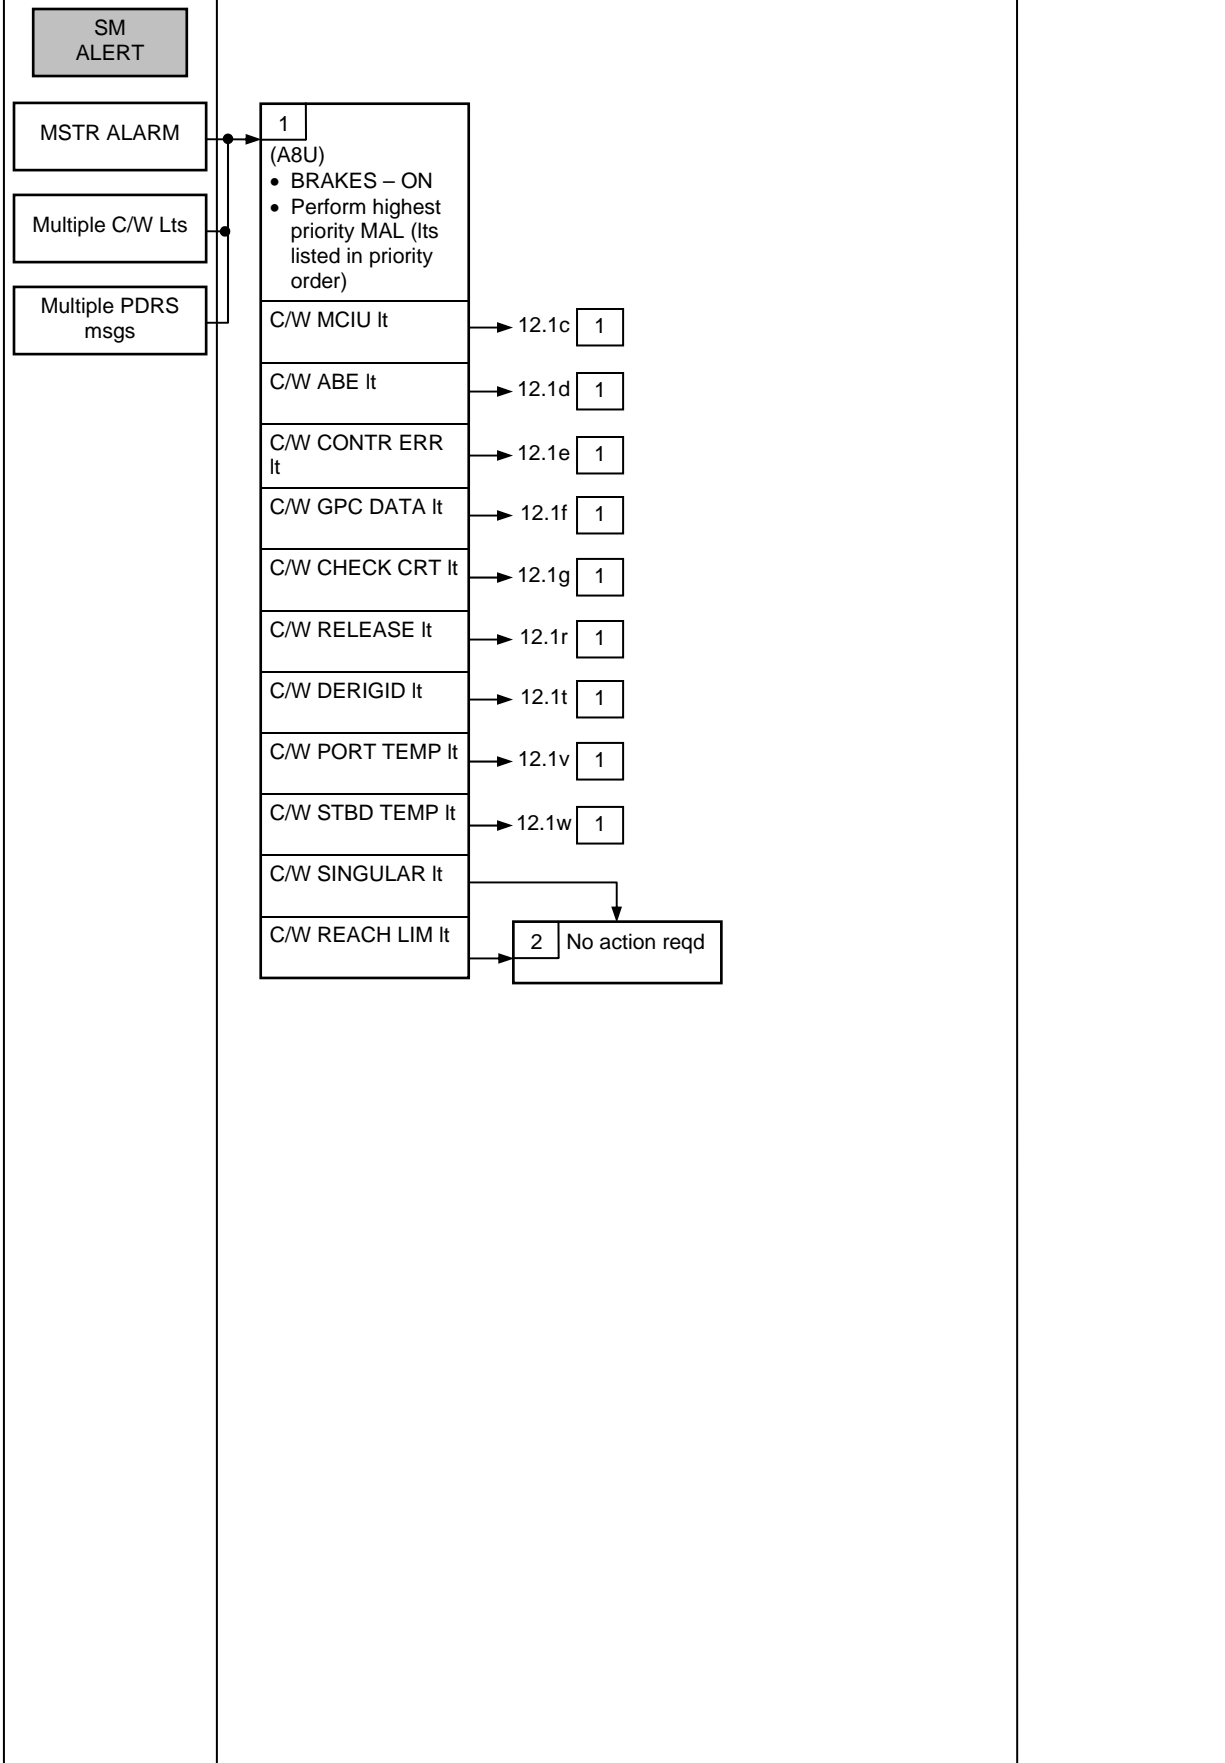 SM
ALERT
MSTR ALARM
Multiple C/W Lts
Multiple PDRS
msgs
1
(A8U)
• BRAKES – ON
• Perform highest
priority MAL (lts
listed in priority
order)
C/W MCIU lt
12.1c 1
C/W ABE lt
12.1d 1
C/W CONTR ERR
lt
12.1e 1
C/W GPC DATA lt
12.1f 1
C/W CHECK CRT lt
12.1g 1
C/W RELEASE lt
12.1r 1
C/W DERIGID lt
12.1t 1
C/W PORT TEMP lt
12.1v 1
C/W STBD TEMP lt
12.1w 1
C/W SINGULAR lt
C/W REACH LIM lt
2 No action reqd